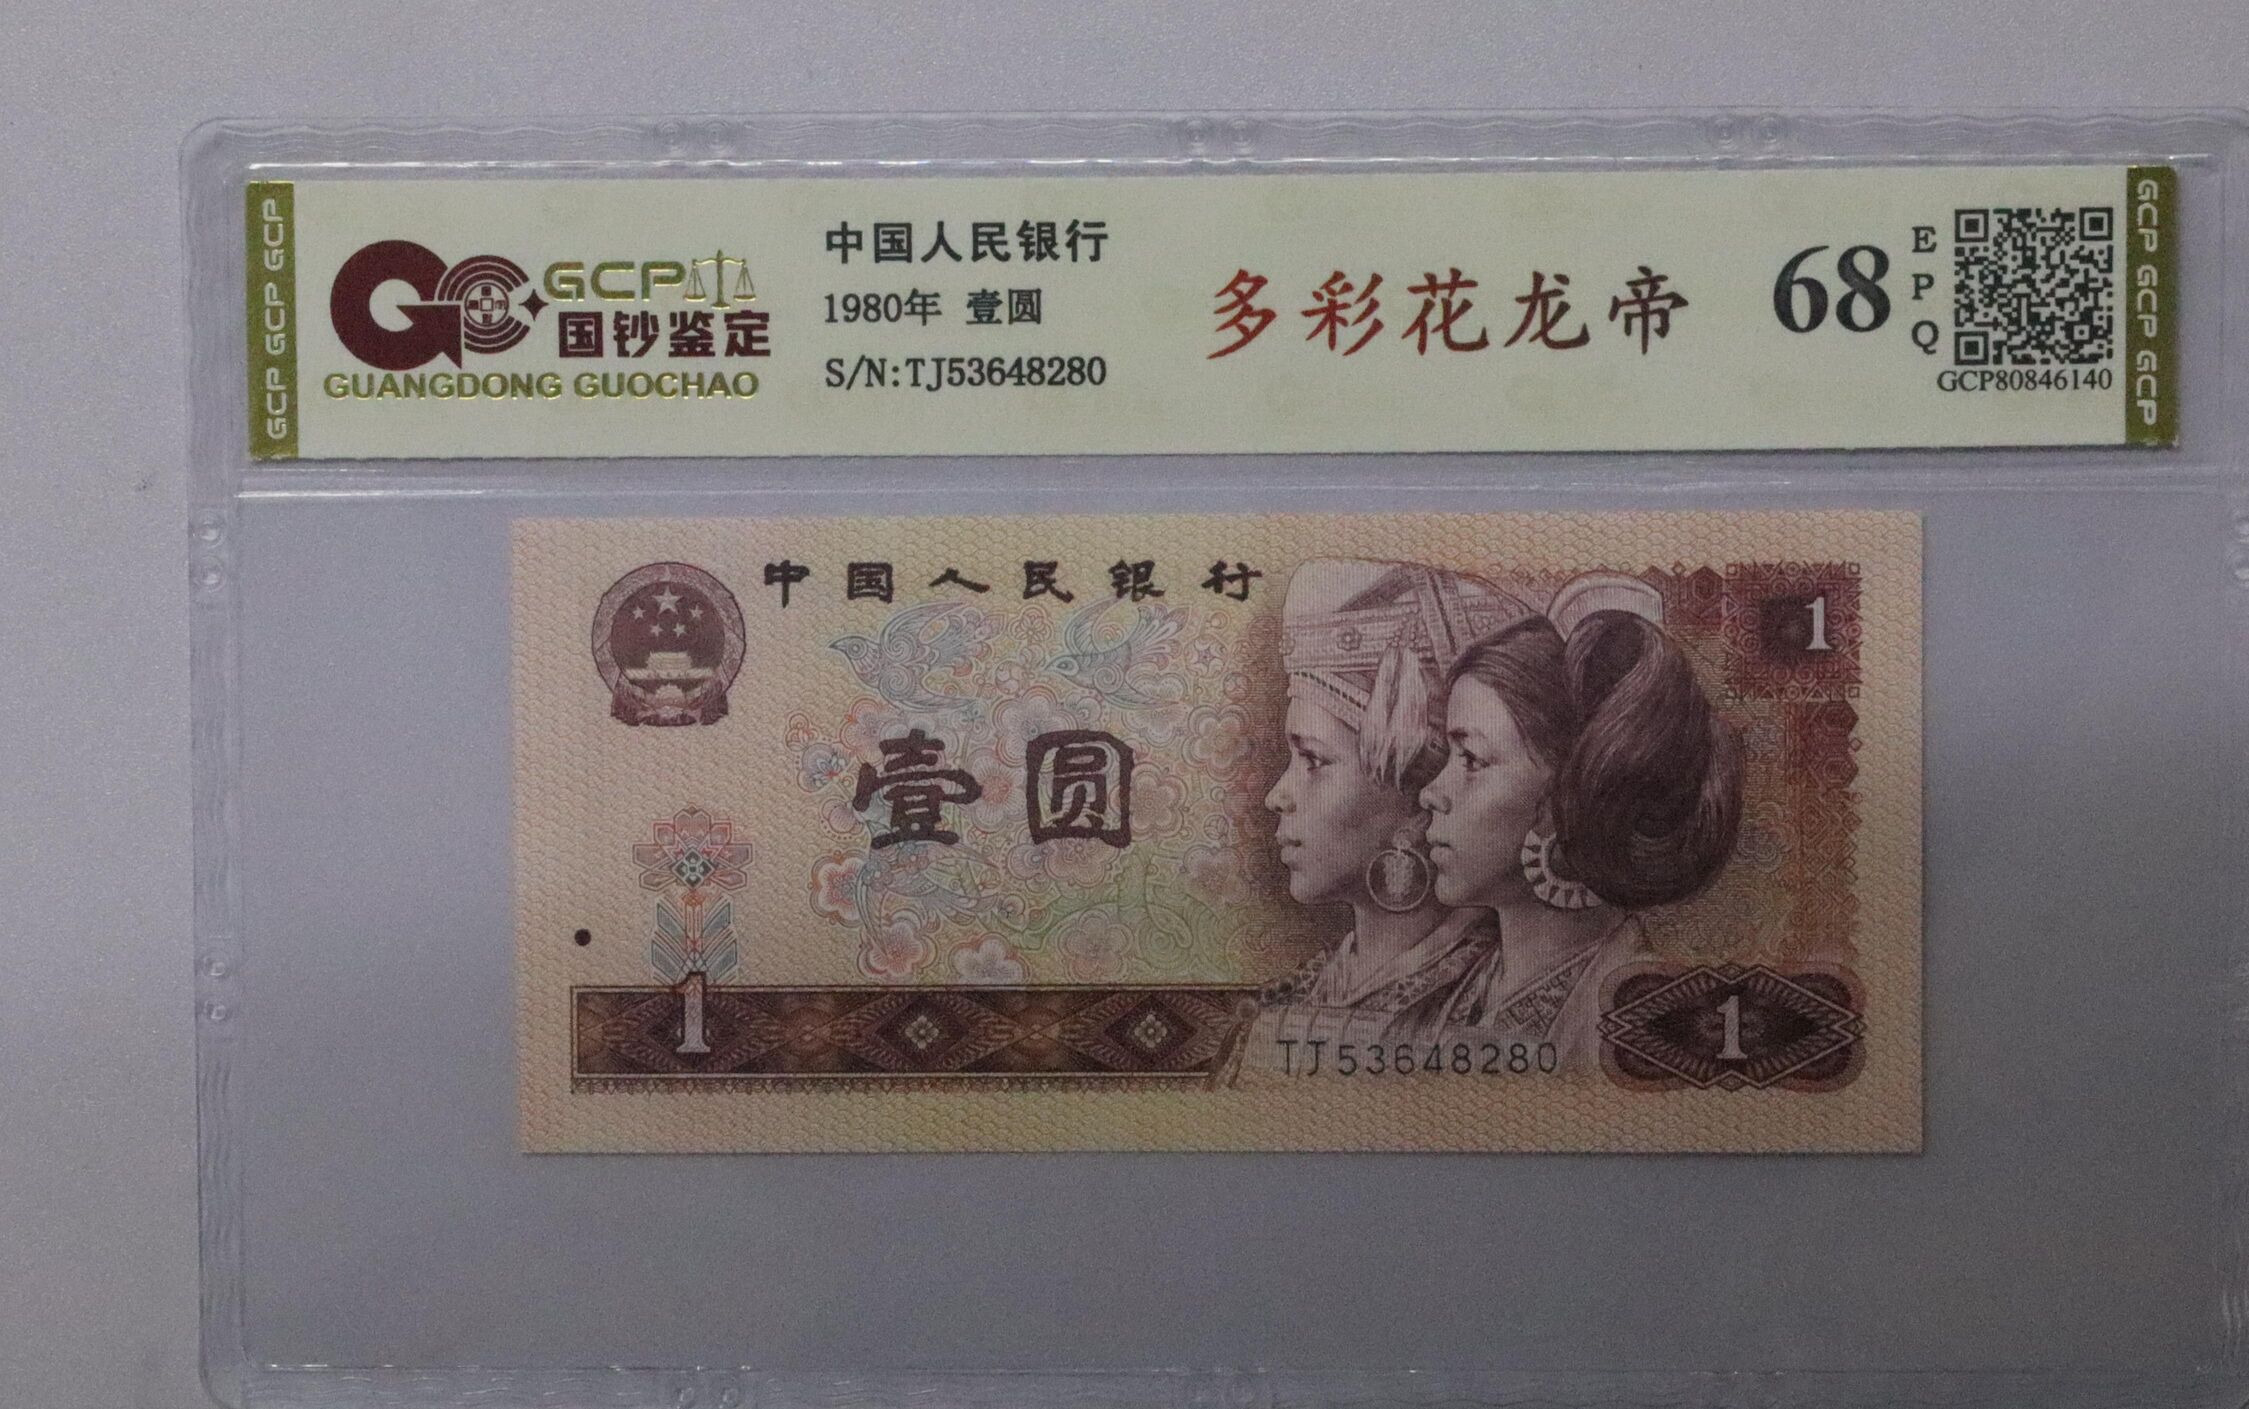 GCP GCP GCP
GCP
国钞鉴定
GUANGDONG GUOCHAO
中国人民银行
1980年 壹圆
S/N:TJ53648280
多彩花龙帝
68
EPQ
GCP80846140
GCP GCP GCP
中国人民银行
1
壹圆
1
TJ53648280
1